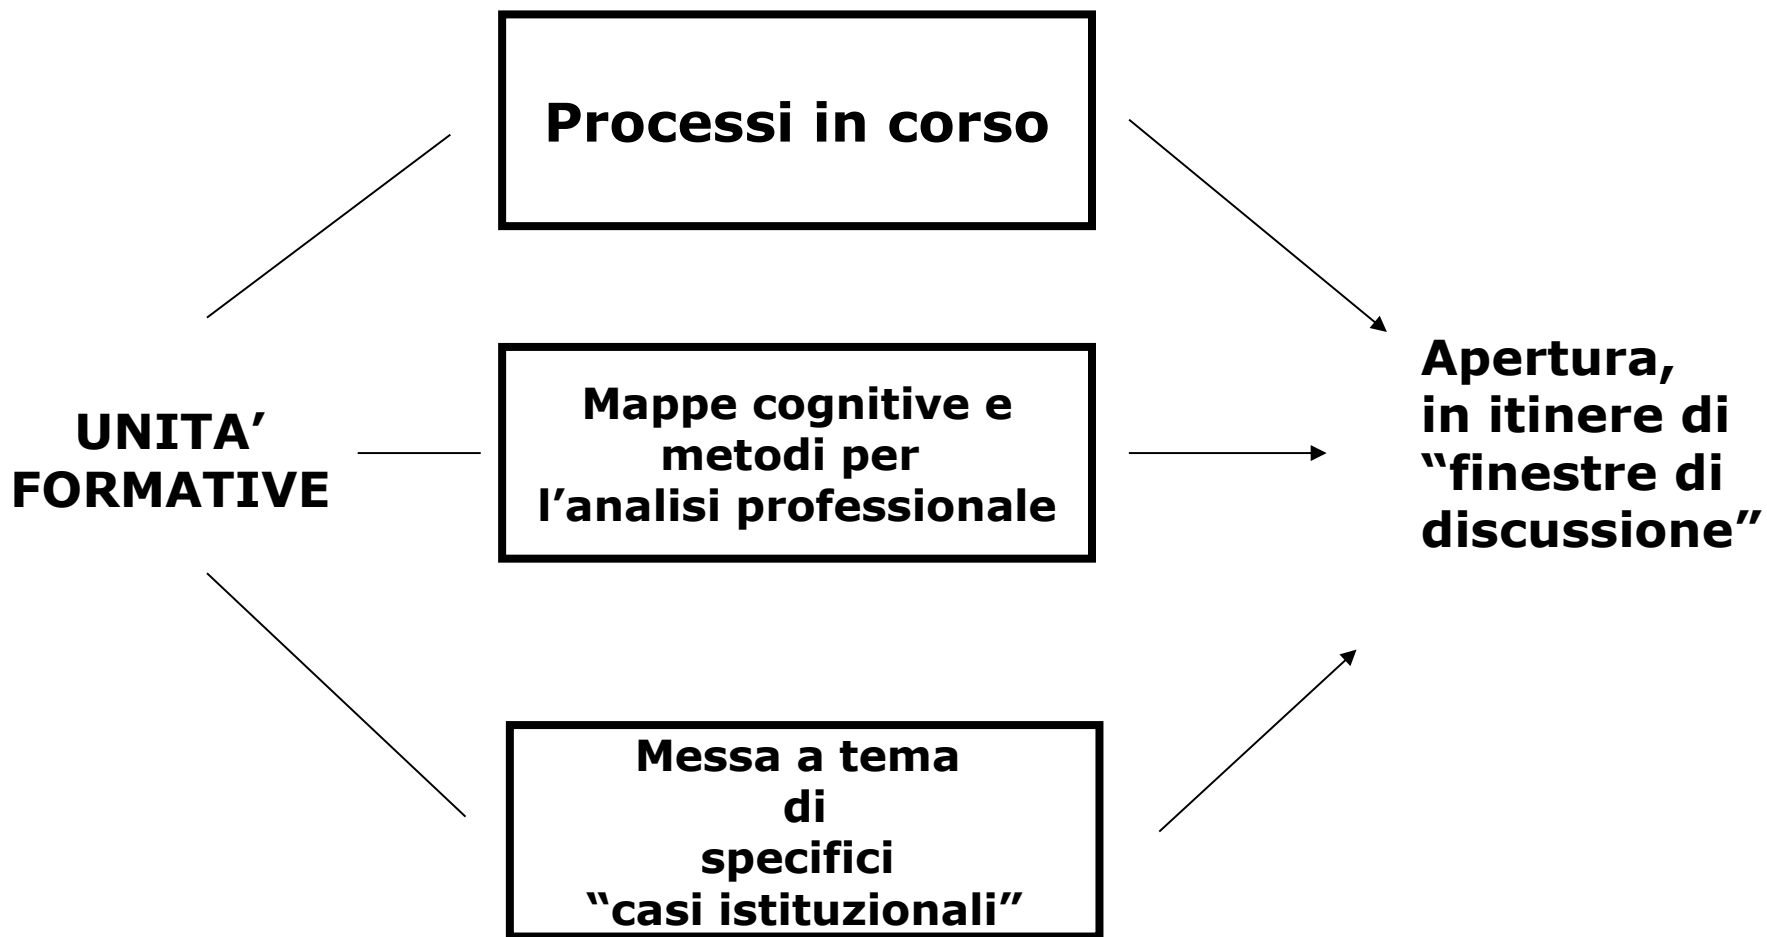 Processi in corso
UNITA’
FORMATIVE
Mappe cognitive e
metodi per
l’analisi professionale
Messa a tema
di
specifici
“casi istituzionali”
Apertura,
in itinere di
“finestre di
discussione”